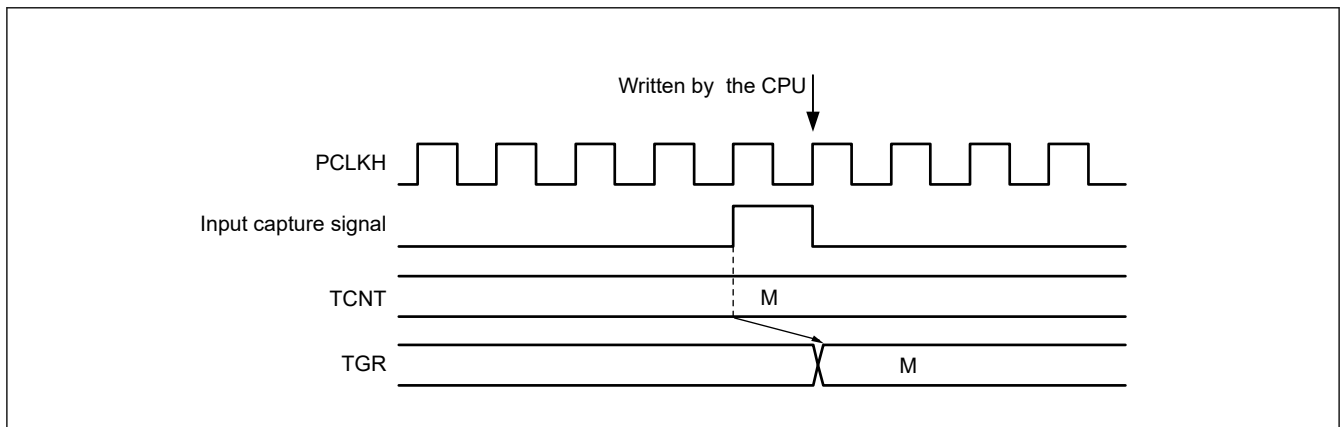 Written by  the CPU
PCLKH
Input capture signal
TCNT
M
TGR
M